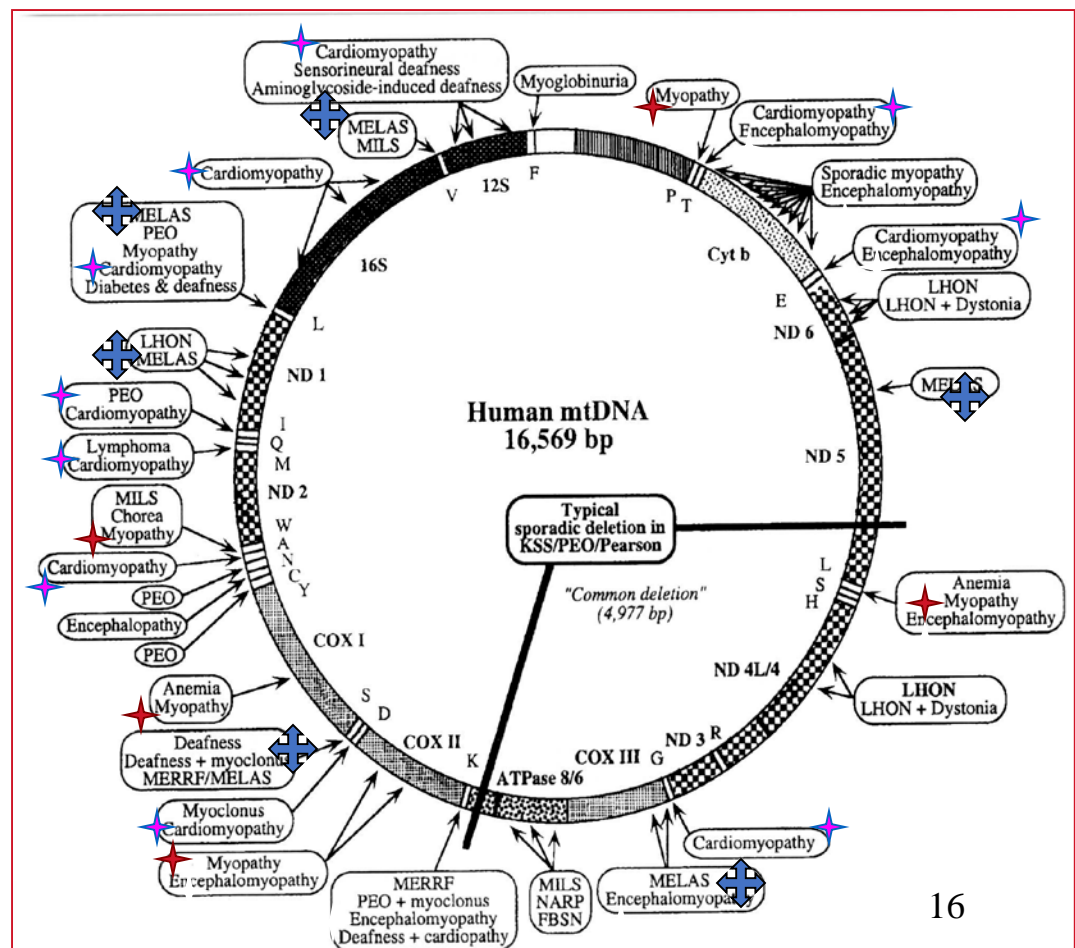 Cardiomyopathy
Sensorineural deafness
Aminoglycoside-induced deafness
Myoglobinuria
Myopathy
Cardiomyopathy
Encephalomyopathy
MELAS
MILS
Cardiomyopathy
Sporadic myopathy
Encephalomyopathy
MELAS
PEO
Myopathy
Cardiomyopathy
Diabetes & deafness
Cardiomyopathy
Encephalomyopathy
LHON
LHON + Dystonia
LHON
MELAS
MELAS
PEO
Cardiomyopathy
Lymphoma
Cardiomyopathy
MILS
Chorea
Myopathy
Cardiomyopathy
PEO
Encephalopathy
PEO
Anemia
Myopathy
Encephalomyopathy
Anemia
Myopathy
LHON
LHON + Dystonia
Deafness
Deafness + myoclonus
MERRF/MELAS
Myoclonus
Cardiomyopathy
Myopathy
Encephalomyopathy
MERRF
PEO + myoclonus
Encephalomyopathy
Deafness + cardiopathy
MILS
NARP
FBSN
MELAS
Encephalomyopathy
Cardiomyopathy
Human mtDNA
16,569 bp
Typical
sporadic deletion in
KSS/PEO/Pearson
"Common deletion"
(4,977 bp)
F
12S
V
16S
L
ND 1
I
Q
M
ND 2
W
A
N
C
Y
COX I
S
D
COX II
K
ATPase 8/6
COX III
G
ND 3
R
ND 4L/4
H
S
L
ND 5
ND 6
E
Cyt b
T
P
16